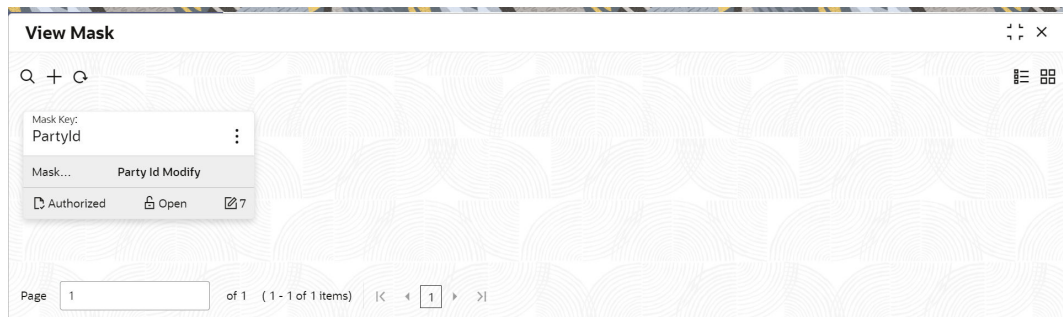 View Mask
Mask Key:
PartyId
Mask... Party Id Modify
Authorized Open 7
Page 1 of 1 ( 1 - 1 of 1 items) 1